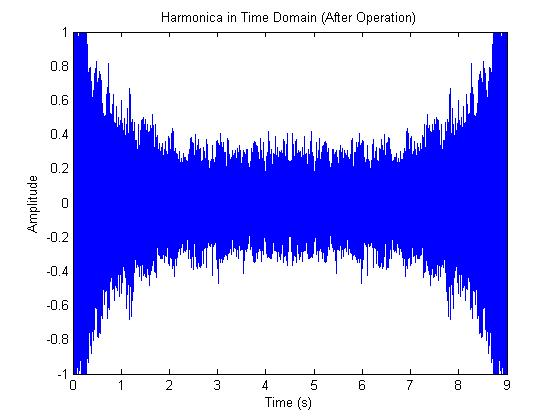 Harmonica in Time Domain (After Operation)
1
0.8
0.6
0.4
0.2
0
-0.2
-0.4
-0.6
-0.8
-1
Amplitude
0 1 2 3 4 5 6 7 8 9
Time (s)